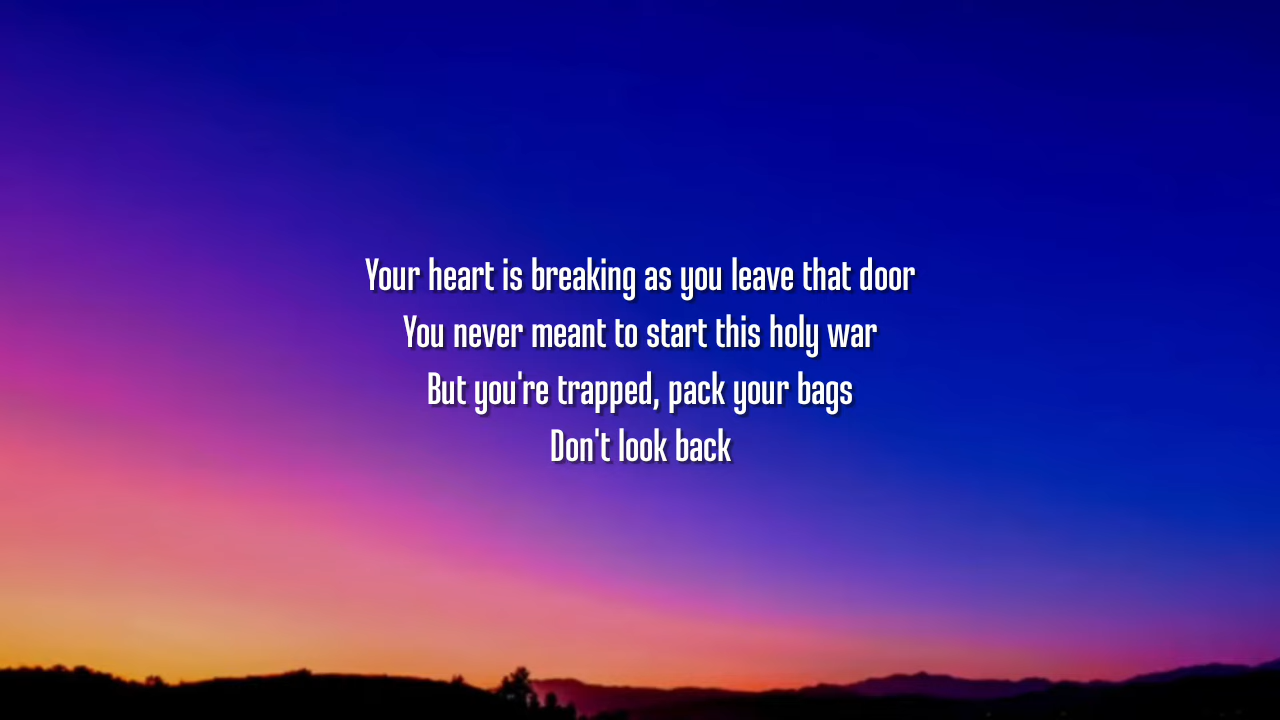 Your heart is breaking as you leave that door
You never meant to start this holy war
But you're trapped, pack your bags
Don't look back